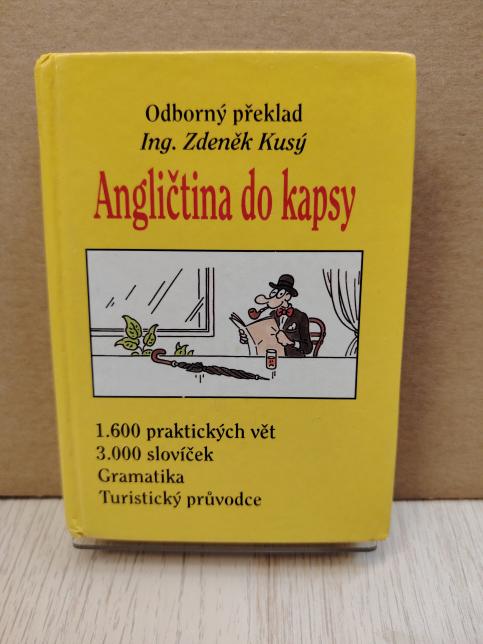 Odborný překlad
Ing. Zdeněk Kusý
Angličtina do kapsy
1.600 praktických vět
3.000 slovíček
Gramatika
Turistický průvodce